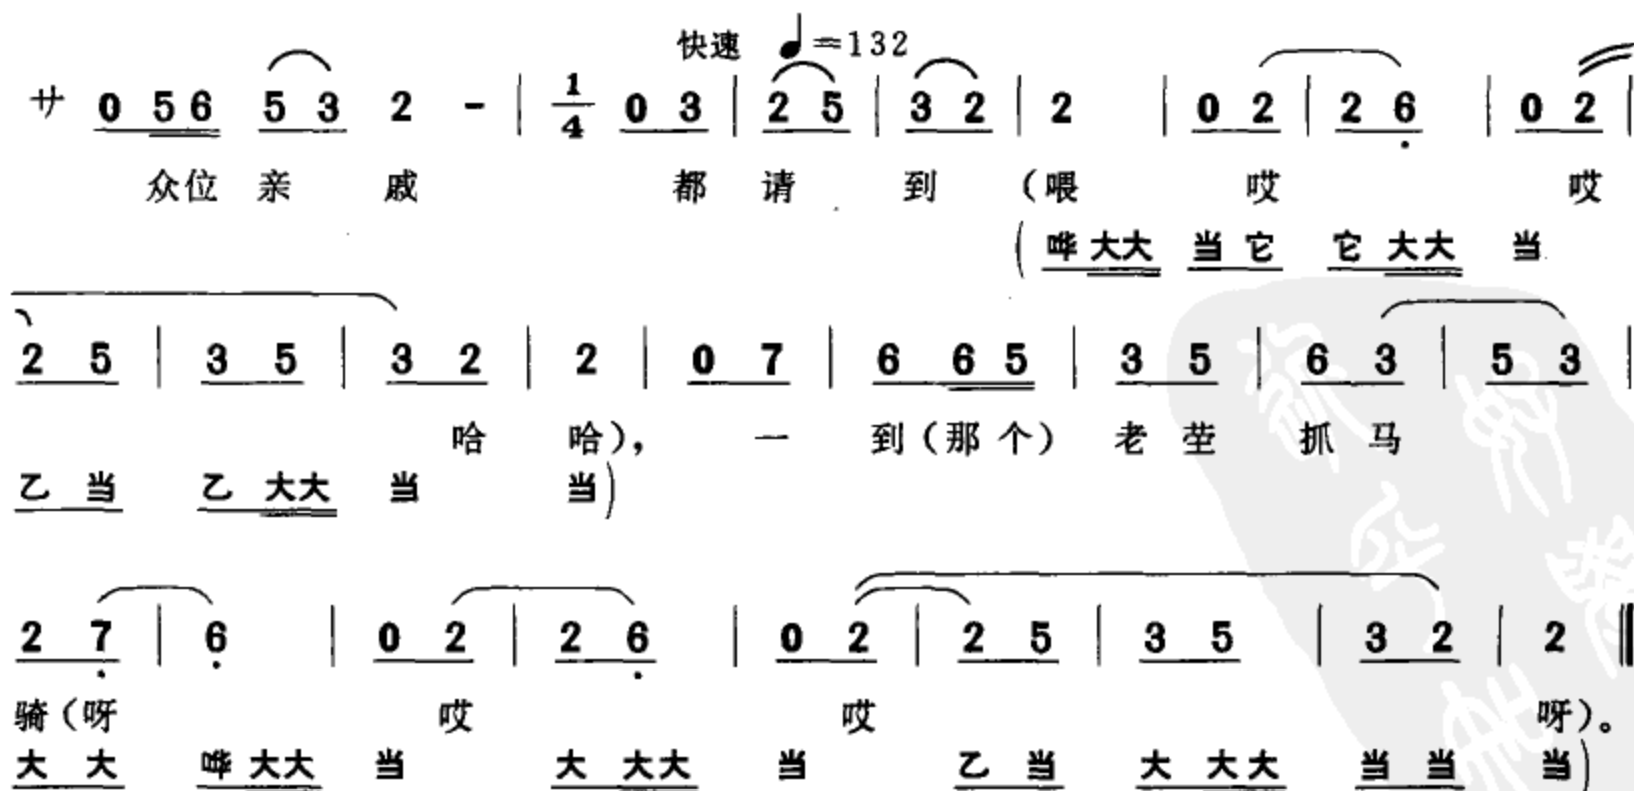 快速 ♩=132
サ 0 5 6 5 3 2 - | 1/4 0 3 | 2 5 | 3 2 | 2 | 0 2 | 2 6 | 0 2 |
众位 亲 戚 都 请 到 (喂 哎 哎
(哗 大大 当 它 它 大大 当
2 5 | 3 5 | 3 2 | 2 | 0 7 | 6 6 5 | 3 5 | 6 3 | 5 3 |
哈 哈), 一 到(那 个) 老 茔 抓 马
乙 当 乙 大大 当 当)
2 7 | 6 | 0 2 | 2 6 | 0 2 | 2 5 | 3 5 | 3 2 | 2 ‖
骑(呀 哎 哎 呀)。
大 大 哗 大大 当 大 大大 当 乙 当 大 大大 当 当 当)